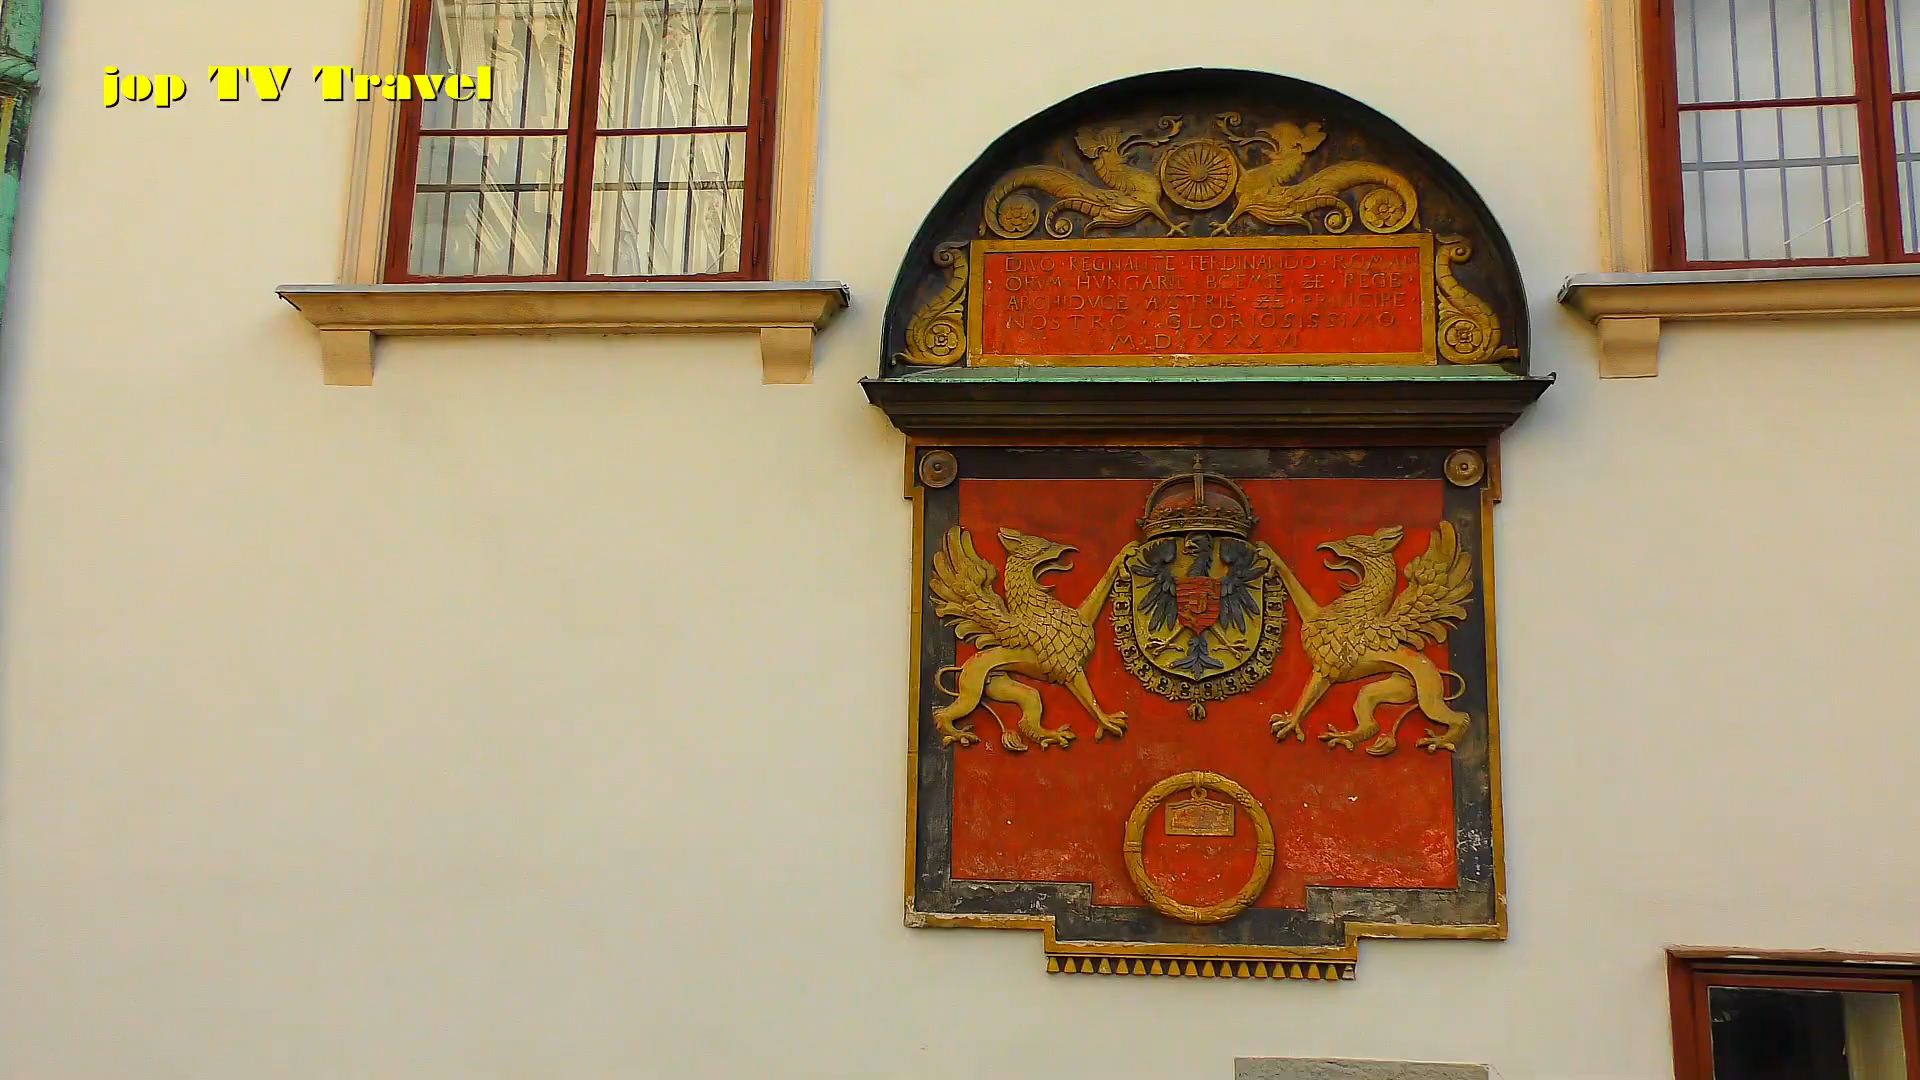 jop TV Travel
DIVO · REGNANTE · FERDINANDO · ROMAN
ORVM · HVNGARIE · BOEMIE · ZE · REGE ·
ARCHIDVCE · AVSTRIE · ZE · PRINCIPE ·
NOSTRO · GLORIOSISSIMO ·
M · D · XXXVI